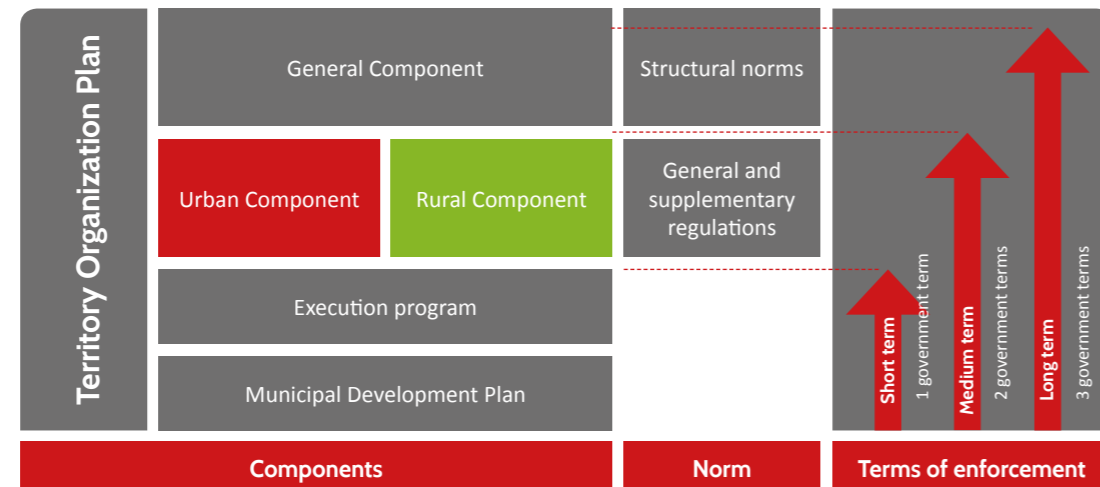 Territory Organization Plan
General Component
Structural norms
Urban Component
Rural Component
General and
supplementary
regulations
Execution program
Municipal Development Plan
Short term
1 government term
Medium term
2 government terms
Long term
3 government terms
Components
Norm
Terms of enforcement